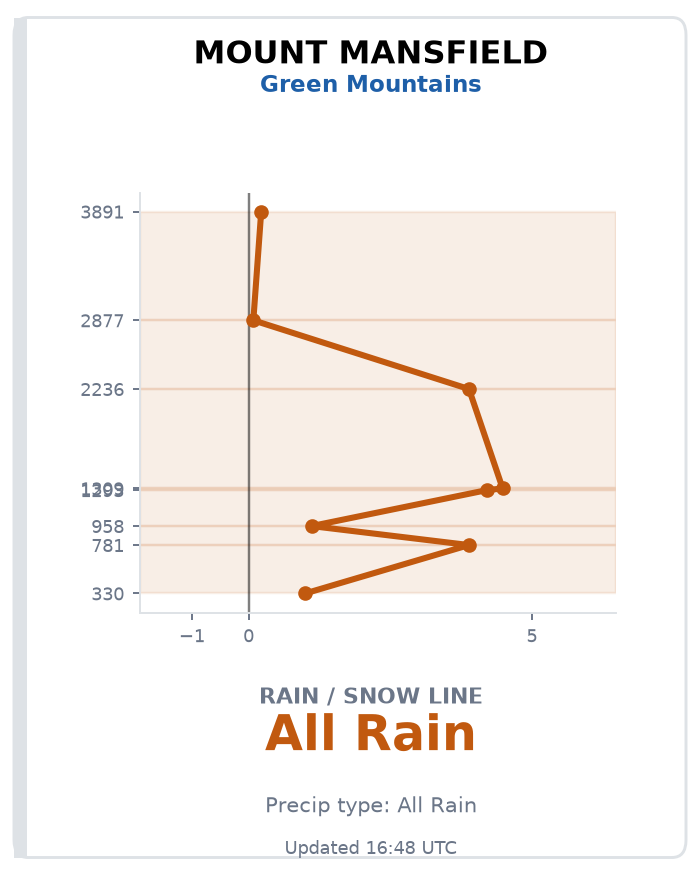 MOUNT MANSFIELD
Green Mountains
3891
2877
2236
958
781
330
−1 0 5
RAIN / SNOW LINE
All Rain
Precip type: All Rain
Updated 16:48 UTC